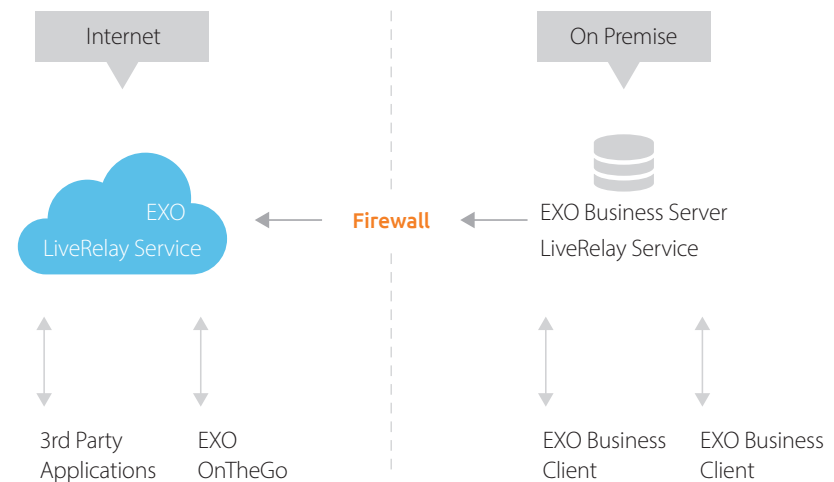 Internet
On Premise
EXO
LiveRelay Service
Firewall
EXO Business Server
LiveRelay Service
3rd Party
Applications
EXO
OnTheGo
EXO Business
Client
EXO Business
Client